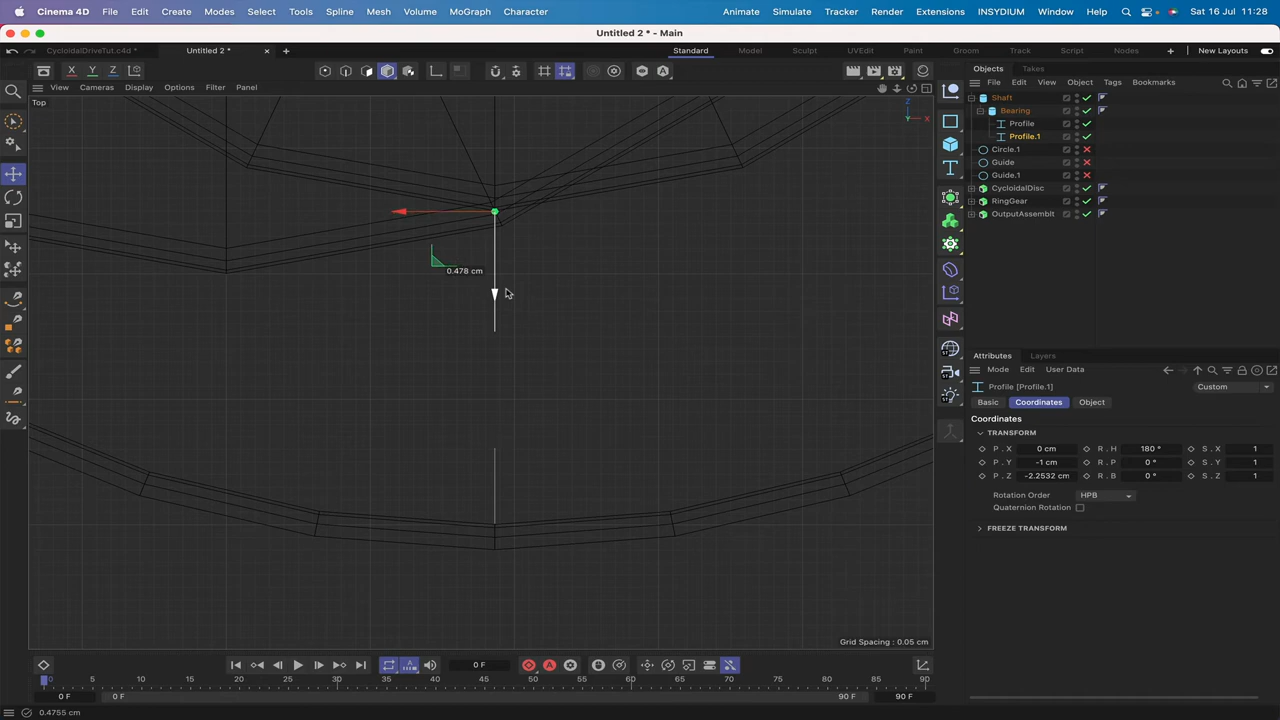 Cinema 4D File Edit Create Modes Select Tools Spline Mesh Volume MoGraph Character Animate Simulate Tracker Render Extensions INSYDIUM Window Help Sat 16 Jul 11:28
Untitled 2 * - Main
CycloidalDriveTut.c4d * Untitled 2 * Standard Model Sculpt UVEdit Paint Groom Track Script Nodes New Layouts
X Y Z
Objects Takes
View Cameras Display Options Filter Panel
File Edit View Object Tags Bookmarks
Top
Z
X
Shaft
Bearing
Profile
Profile.1
Circle.1
Guide
Guide.1
CycloidalDisc
RingGear
OutputAssemblt
0.478 cm
Attributes Layers
Mode Edit User Data
Profile [Profile.1] Custom
Basic Coordinates Object
Coordinates
TRANSFORM
P . X 0 cm R . H 180 ° S . X 1
P . Y -1 cm R . P 0 ° S . Y 1
P . Z -2.2532 cm R . B 0 ° S . Z 1
Rotation Order HPB
Quaternion Rotation
FREEZE TRANSFORM
Grid Spacing : 0.05 cm
0 F
0 5 10 15 20 25 30 35 40 45 50 55 60 65 70 75 80 85 90
0 F 0 F 90 F 90 F
0.4755 cm